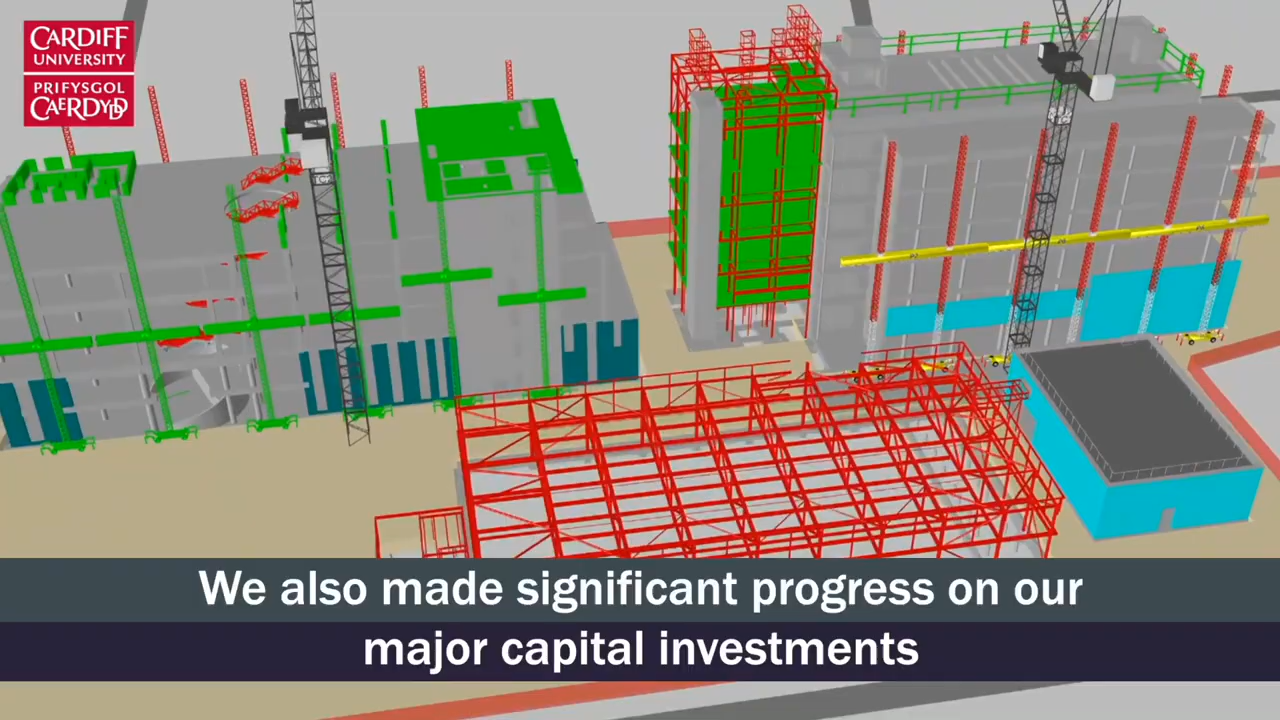 CARDIFF
UNIVERSITY
PRIFYSGOL
CAERDYDD
We also made significant progress on our
major capital investments